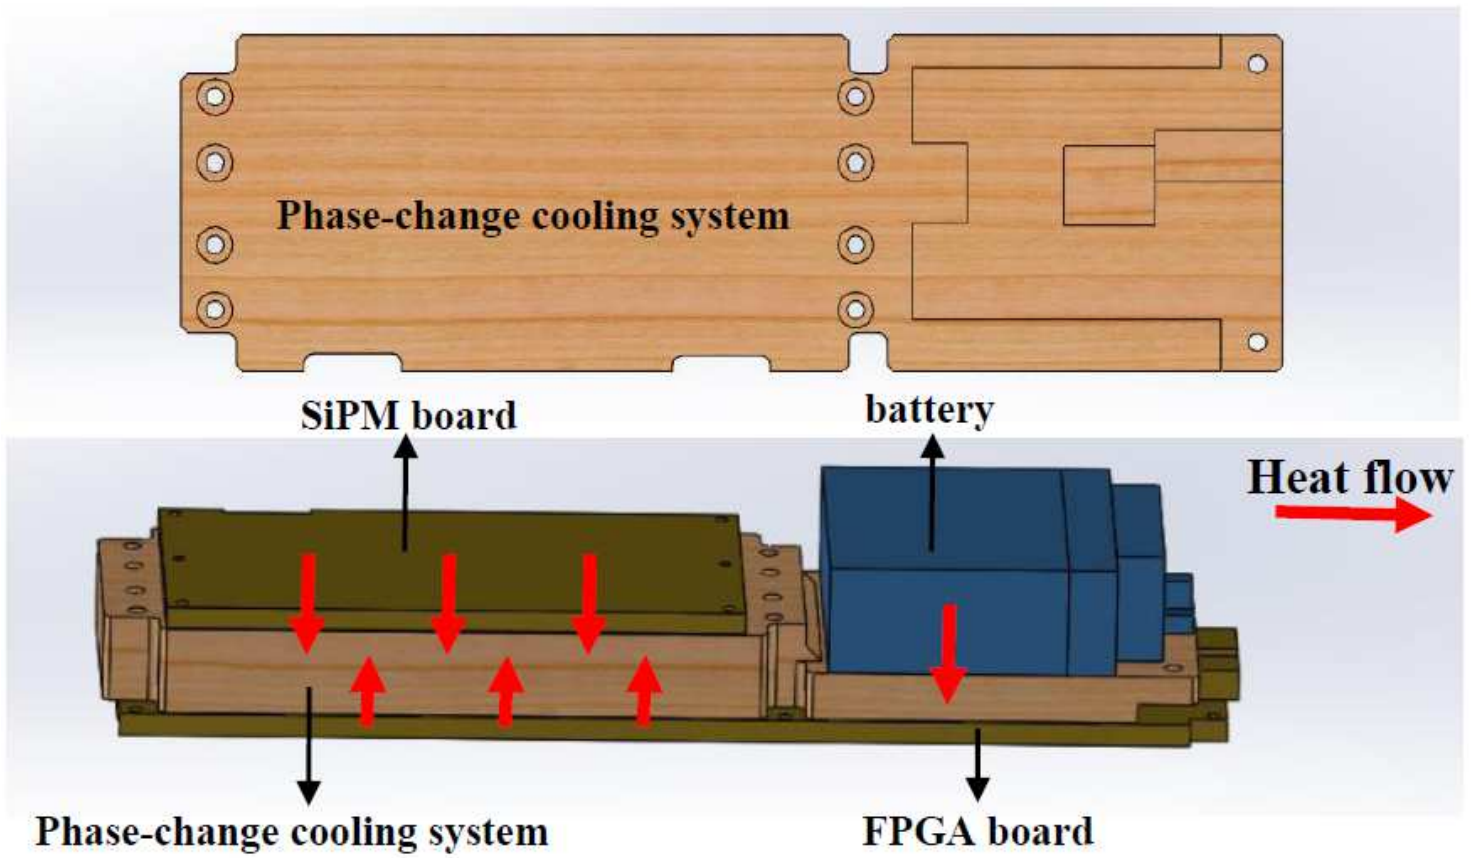 Phase-change cooling system
SiPM board
battery
Heat flow
Phase-change cooling system
FPGA board